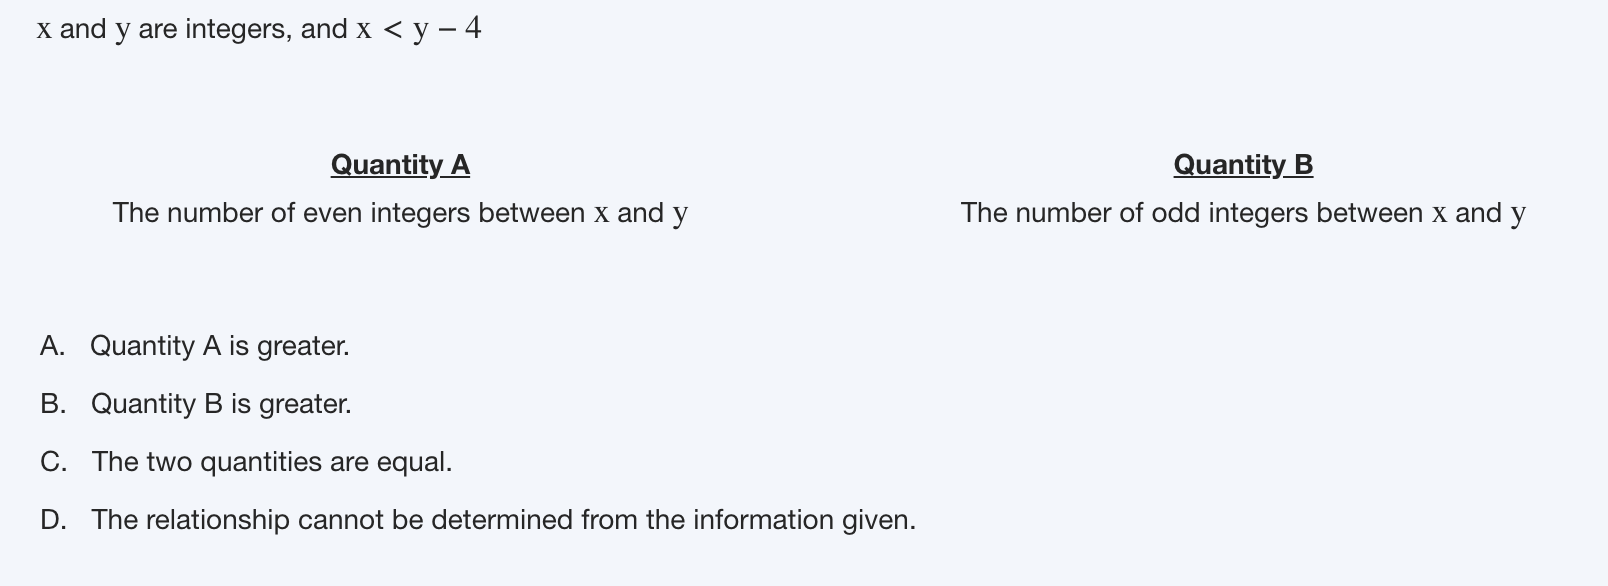 x and y are integers, and x < y − 4
Quantity A
Quantity B
The number of even integers between x and y
The number of odd integers between x and y
A. Quantity A is greater.
B. Quantity B is greater.
C. The two quantities are equal.
D. The relationship cannot be determined from the information given.